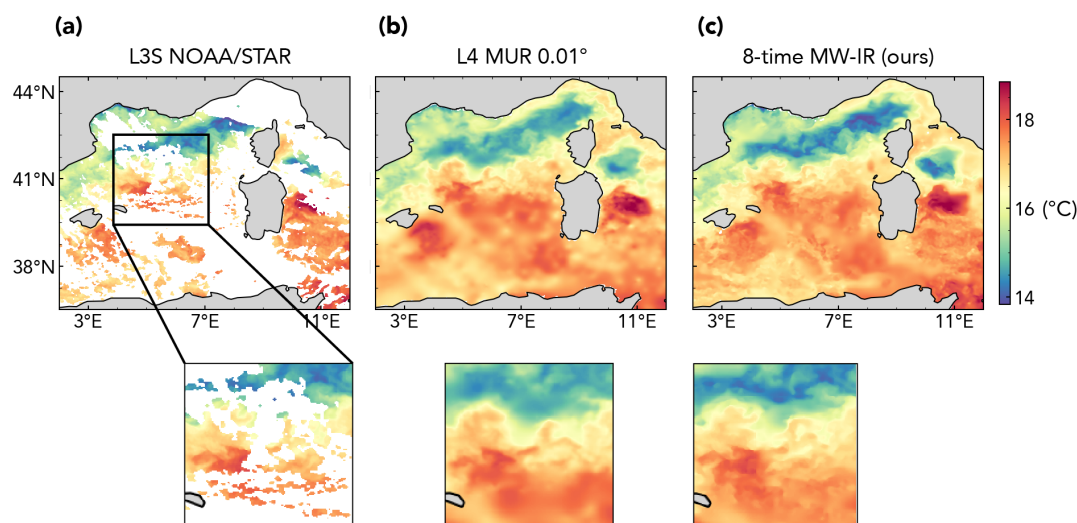 (a) (b) (c)
L3S NOAA/STAR L4 MUR 0.01° 8-time MW-IR (ours)
44°N
41°N
38°N
18
16 (°C)
14
3°E 7°E 11°E 3°E 7°E 11°E 3°E 7°E 11°E